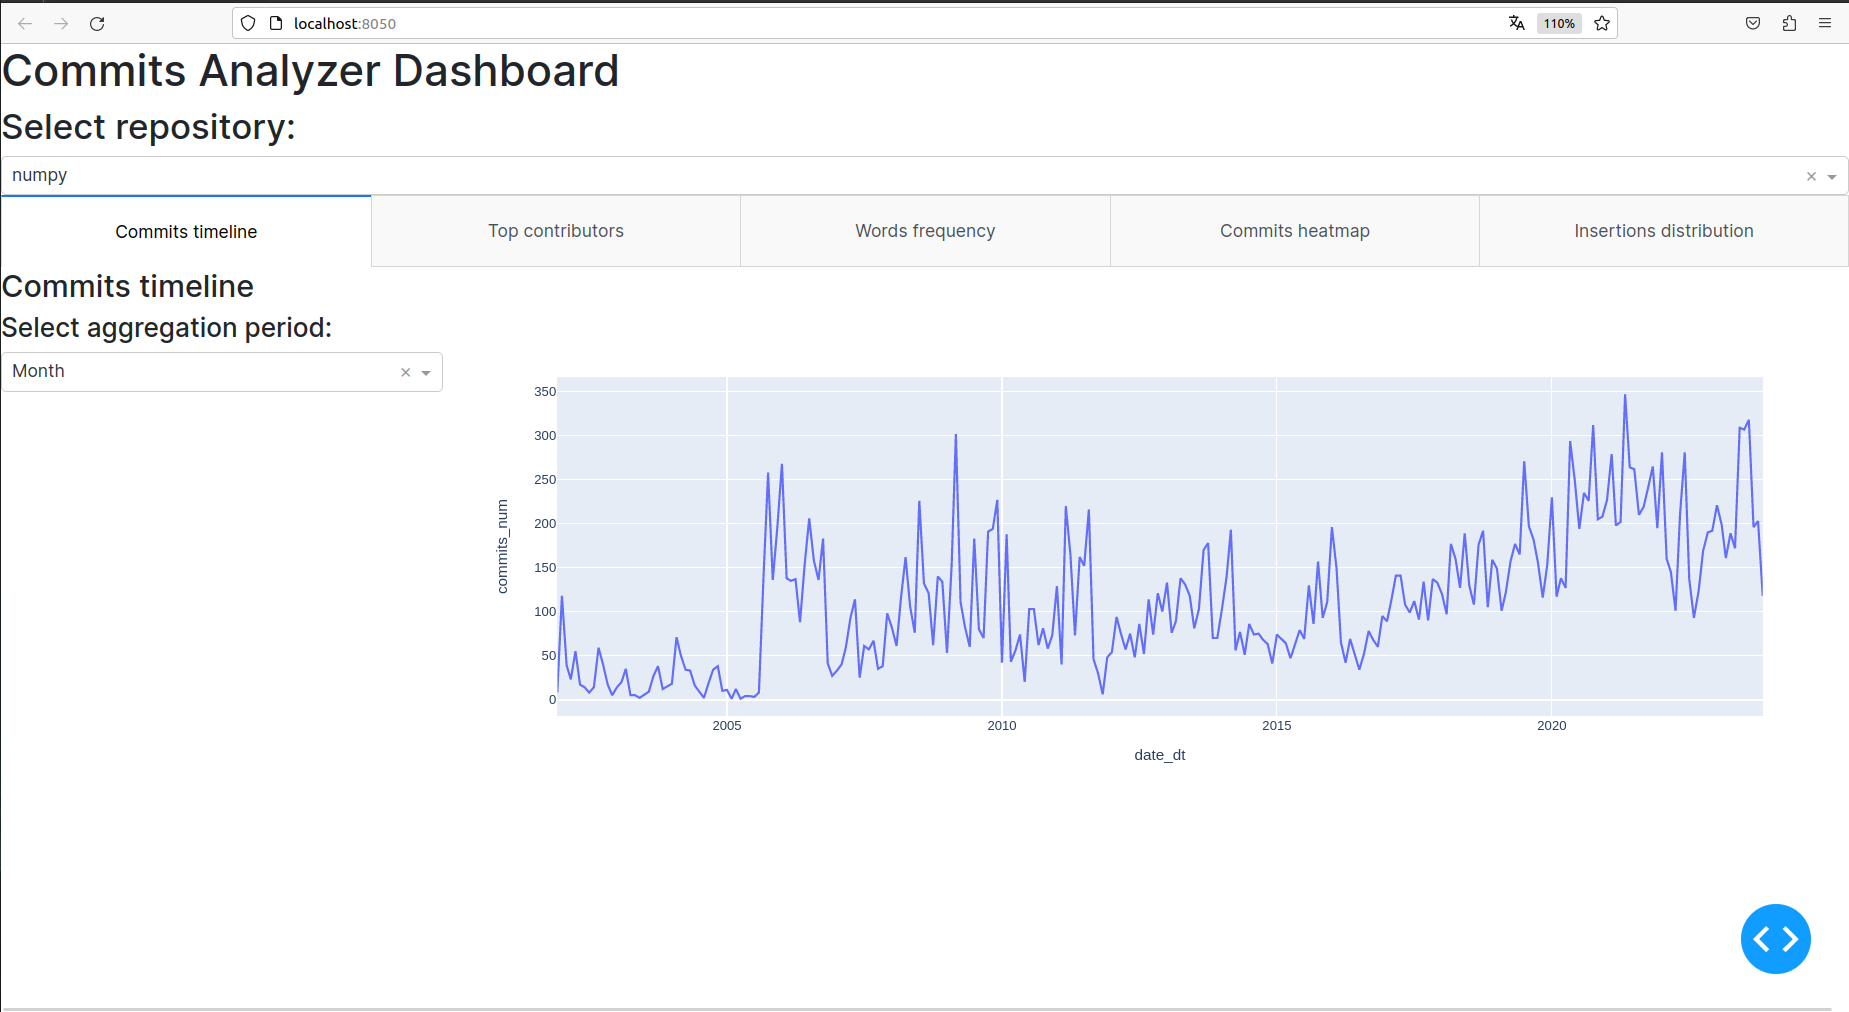 localhost:8050
110%
Commits Analyzer Dashboard
Select repository:
numpy
Commits timeline
Top contributors
Words frequency
Commits heatmap
Insertions distribution
Commits timeline
Select aggregation period:
Month
350
300
250
200
150
100
50
0
commits_num
2005
2010
2015
2020
date_dt